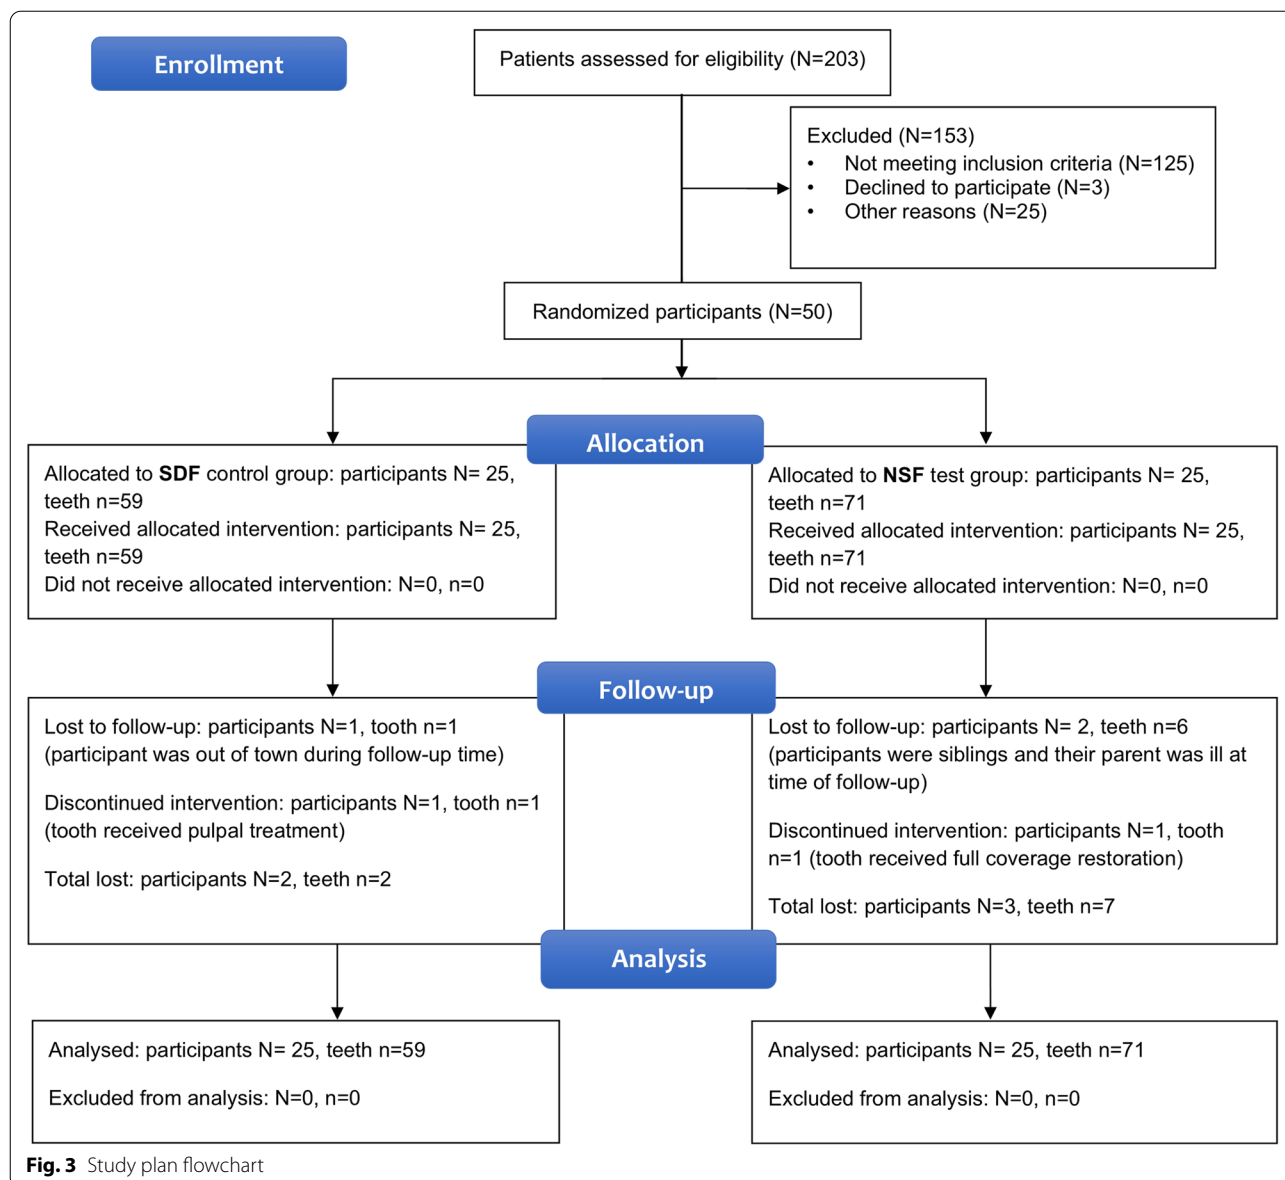 Enrollment
Patients assessed for eligibility (N=203)
Excluded (N=153)
• Not meeting inclusion criteria (N=125)
• Declined to participate (N=3)
• Other reasons (N=25)
Randomized participants (N=50)
Allocation
Allocated to SDF control group: participants N= 25,
teeth n=59
Received allocated intervention: participants N= 25,
teeth n=59
Did not receive allocated intervention: N=0, n=0
Allocated to NSF test group: participants N= 25,
teeth n=71
Received allocated intervention: participants N= 25,
teeth n=71
Did not receive allocated intervention: N=0, n=0
Follow-up
Lost to follow-up: participants N=1, tooth n=1
(participant was out of town during follow-up time)
Discontinued intervention: participants N=1, tooth n=1
(tooth received pulpal treatment)
Total lost: participants N=2, teeth n=2
Lost to follow-up: participants N= 2, teeth n=6
(participants were siblings and their parent was ill at
time of follow-up)
Discontinued intervention: participants N=1, tooth
n=1 (tooth received full coverage restoration)
Total lost: participants N=3, teeth n=7
Analysis
Analysed: participants N= 25, teeth n=59
Excluded from analysis: N=0, n=0
Analysed: participants N= 25, teeth n=71
Excluded from analysis: N=0, n=0
Fig. 3 Study plan flowchart